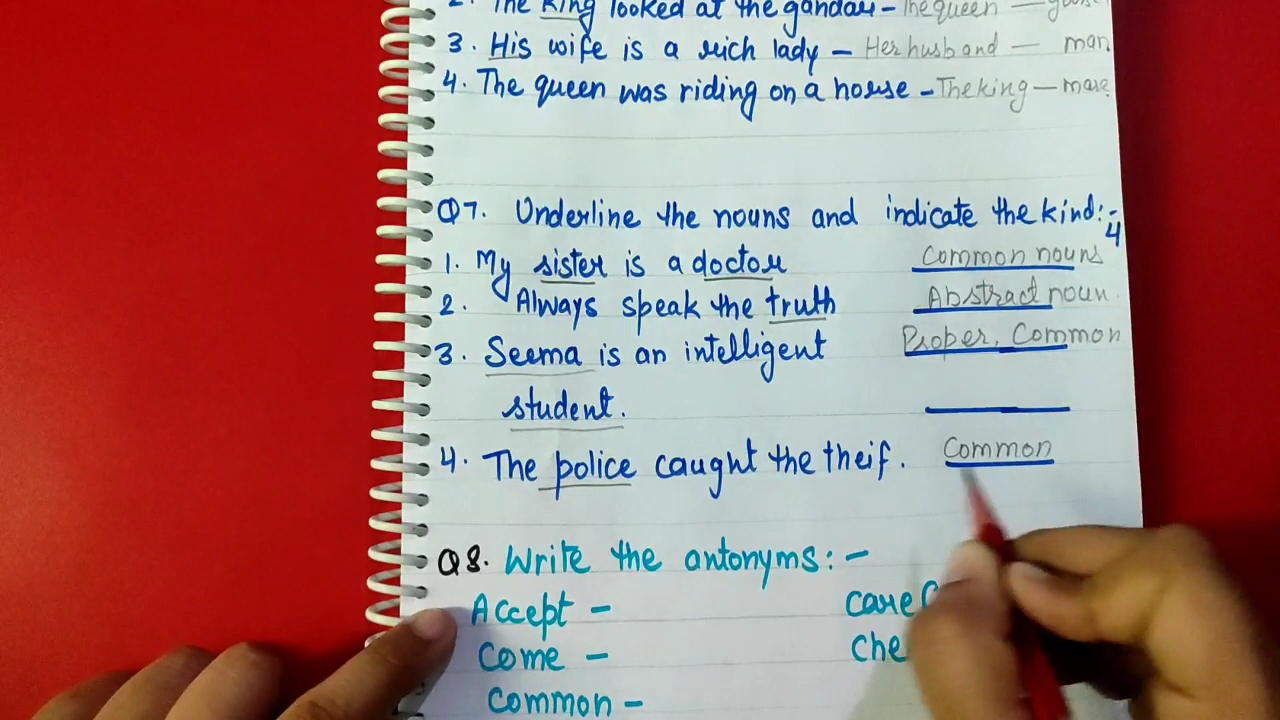 2. The king looked at the gandar – The queen —
3. His wife is a rich lady – Her husband — man
4. The queen was riding on a horse – The king — mare
Q7. Underline the nouns and indicate the kind:-
4
1. My sister is a doctor Common nouns
2. Always speak the truth Abstract noun
3. Seema is an intelligent Proper, Common
student.
4. The police caught the theif. Common
Q8. Write the antonyms:-
Accept –
Come –
Common –